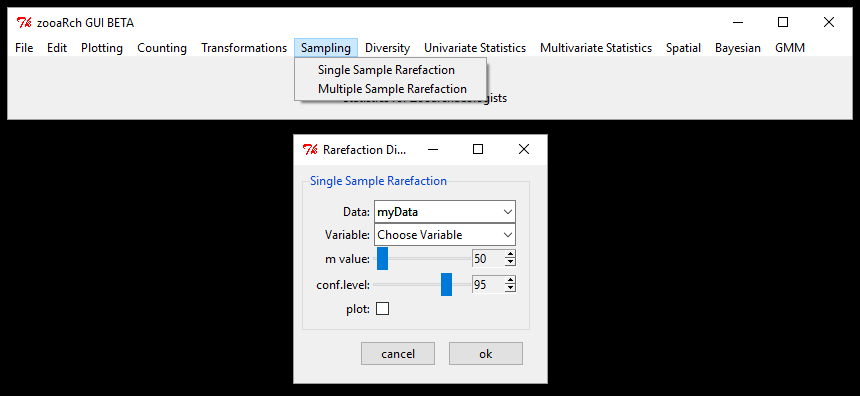 zooaRch GUI BETA
File Edit Plotting Counting Transformations Sampling Diversity Univariate Statistics Multivariate Statistics Spatial Bayesian GMM
Single Sample Rarefaction
Multiple Sample Rarefaction
Rarefaction Di...
Single Sample Rarefaction
Data: myData
Variable: Choose Variable
m value: 50
conf.level: 95
plot:
cancel ok